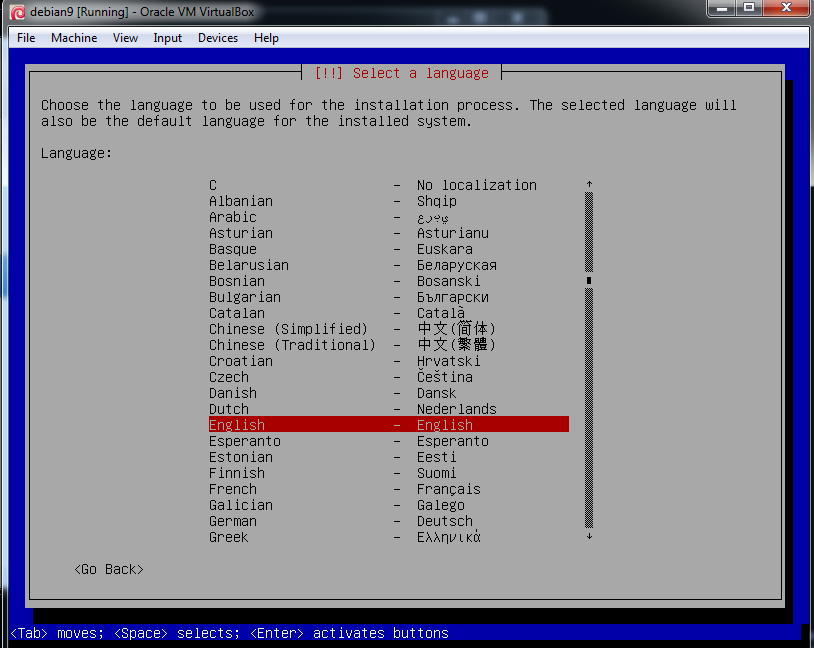 debian9 [Running] - Oracle VM VirtualBox
File Machine View Input Devices Help
[!!] Select a language
Choose the language to be used for the installation process. The selected language will
also be the default language for the installed system.
Language:
C - No localization
Albanian - Shqip
Arabic - عربي
Asturian - Asturianu
Basque - Euskara
Belarusian - Беларуская
Bosnian - Bosanski
Bulgarian - Български
Catalan - Català
Chinese (Simplified) - 中文(简体)
Chinese (Traditional) - 中文(繁體)
Croatian - Hrvatski
Czech - Čeština
Danish - Dansk
Dutch - Nederlands
English - English
Esperanto - Esperanto
Estonian - Eesti
Finnish - Suomi
French - Français
Galician - Galego
German - Deutsch
Greek - Ελληνικά
<Go Back>
<Tab> moves; <Space> selects; <Enter> activates buttons